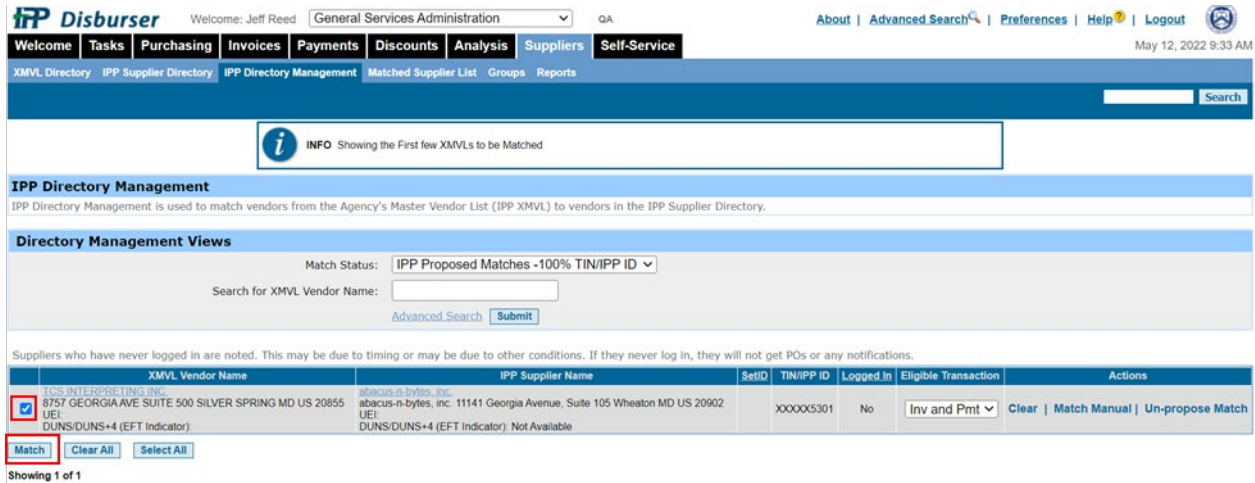 IPP Disburser Welcome: Jeff Reed General Services Administration QA About | Advanced Search | Preferences | Help ? | Logout
Welcome Tasks Purchasing Invoices Payments Discounts Analysis Suppliers Self-Service May 12, 2022 9:33 AM
XMVL Directory IPP Supplier Directory IPP Directory Management Matched Supplier List Groups Reports
Search
i INFO Showing the First few XMVLs to be Matched
IPP Directory Management
IPP Directory Management is used to match vendors from the Agency's Master Vendor List (IPP XMVL) to vendors in the IPP Supplier Directory.
Directory Management Views
Match Status: IPP Proposed Matches -100% TIN/IPP ID
Search for XMVL Vendor Name:
Advanced Search Submit
Suppliers who have never logged in are noted. This may be due to timing or may be due to other conditions. If they never log in, they will not get POs or any notifications.
XMVL Vendor Name IPP Supplier Name SetID TIN/IPP ID Logged In Eligible Transaction Actions
TCS INTERPRETING INC. abacus-n-bytes, inc.
8757 GEORGIA AVE SUITE 500 SILVER SPRING MD US 20855 abacus-n-bytes, inc. 11141 Georgia Avenue, Suite 105 Wheaton MD US 20902
UEI: UEI: XXXXX5301 No Inv and Pmt Clear | Match Manual | Un-propose Match
DUNS/DUNS+4 (EFT Indicator): DUNS/DUNS+4 (EFT Indicator): Not Available
Match Clear All Select All
Showing 1 of 1